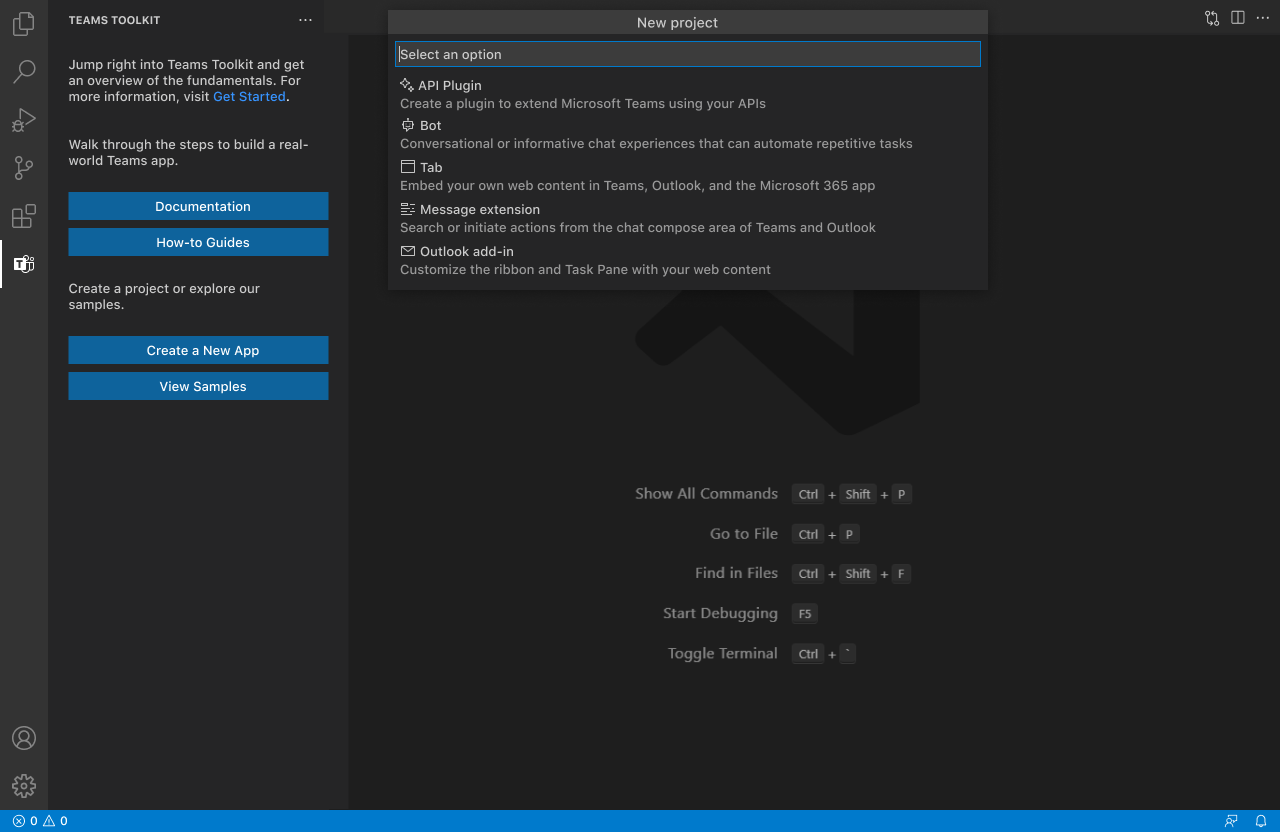 TEAMS TOOLKIT
Jump right into Teams Toolkit and get
an overview of the fundamentals. For
more information, visit Get Started.
Walk through the steps to build a real-
world Teams app.
Documentation
How-to Guides
Create a project or explore our
samples.
Create a New App
View Samples
New project
Select an option
API Plugin
Create a plugin to extend Microsoft Teams using your APIs
Bot
Conversational or informative chat experiences that can automate repetitive tasks
Tab
Embed your own web content in Teams, Outlook, and the Microsoft 365 app
Message extension
Search or initiate actions from the chat compose area of Teams and Outlook
Outlook add-in
Customize the ribbon and Task Pane with your web content
Show All Commands Ctrl + Shift + P
Go to File Ctrl + P
Find in Files Ctrl + Shift + F
Start Debugging F5
Toggle Terminal Ctrl + `
0 0